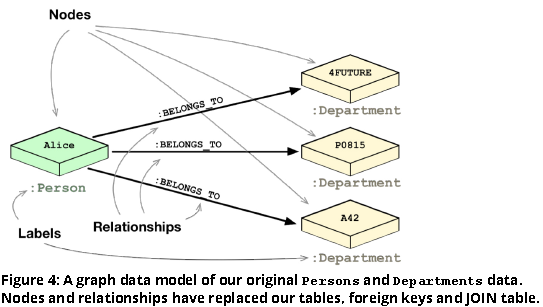 Nodes
4FUTURE
:BELONGS_TO
:Department
Alice
:BELONGS_TO
P0815
:Person
:BELONGS_TO
:Department
Relationships
A42
Labels
:Department
Figure 4: A graph data model of our original Persons and Departments data.
Nodes and relationships have replaced our tables, foreign keys and JOIN table.